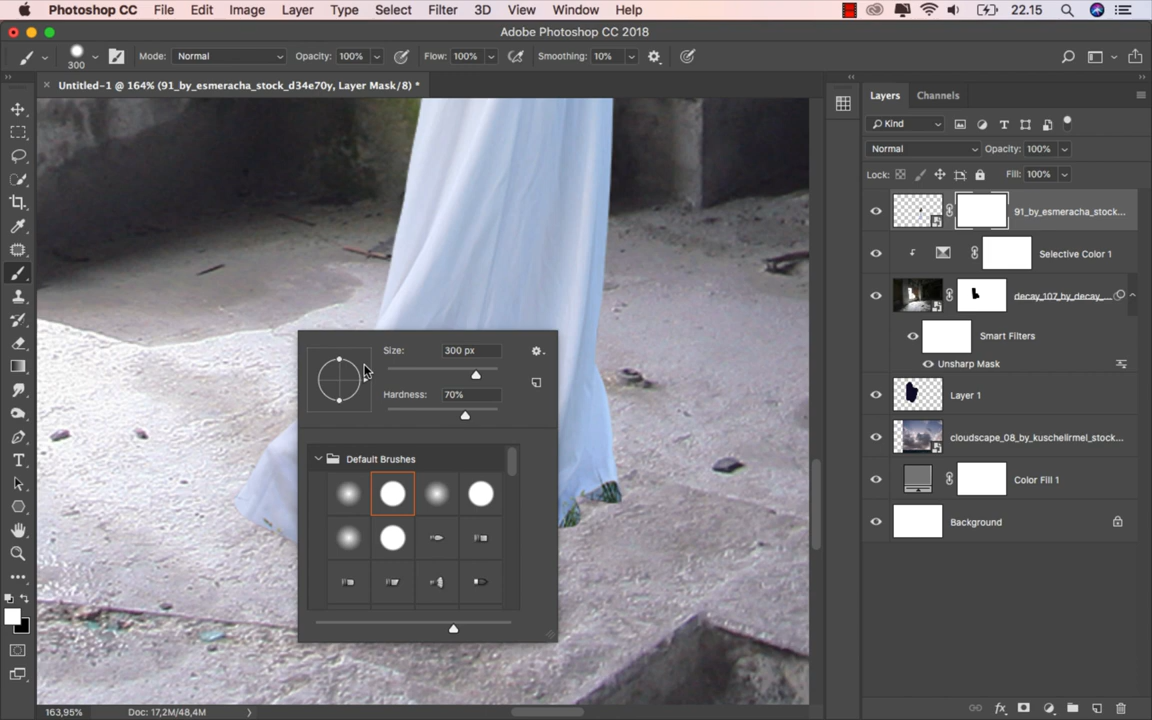 Photoshop CC File Edit Image Layer Type Select Filter 3D View Window Help 22.15
Adobe Photoshop CC 2018
300 Mode: Normal Opacity: 100% Flow: 100% Smoothing: 10%
Untitled-1 @ 164% (91_by_esmeracha_stock_d34e70y, Layer Mask/8) *
Layers Channels
Kind
Normal Opacity: 100%
Lock: Fill: 100%
91_by_esmeracha_stock...
Selective Color 1
decay_107_by_decay_...
Smart Filters
Unsharp Mask
Layer 1
cloudscape_08_by_kuschelirmel_stock...
Color Fill 1
Background
Size: 300 px
Hardness: 70%
Default Brushes
163,95% Doc: 17,2M/48,4M